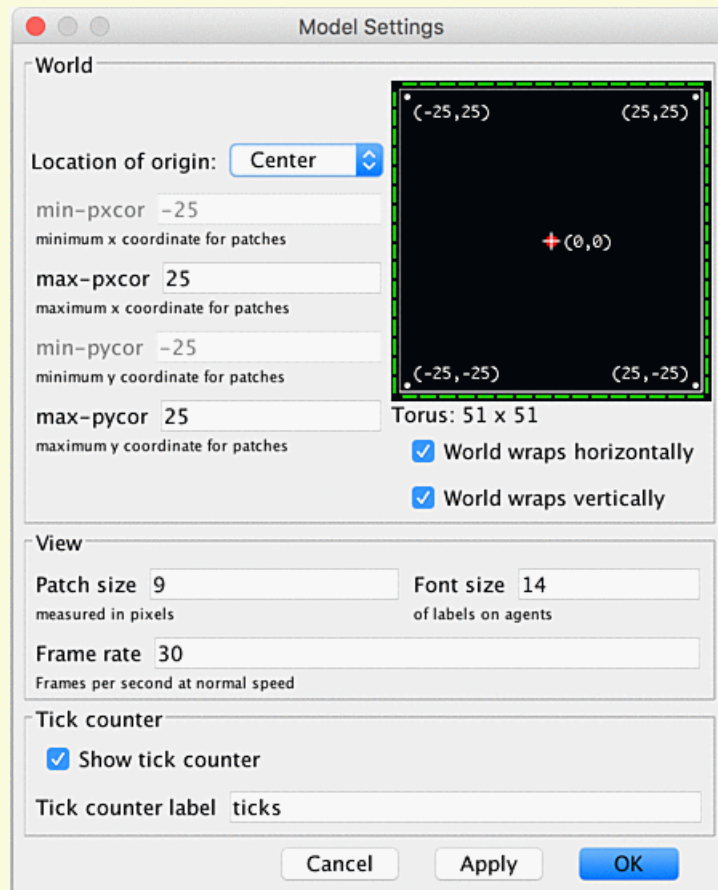 Model Settings
World
(-25,25) (25,25)
Location of origin: Center
min-pxcor -25
minimum x coordinate for patches
(0,0)
max-pxcor 25
maximum x coordinate for patches
min-pycor -25
minimum y coordinate for patches
(-25,-25) (25,-25)
max-pycor 25
maximum y coordinate for patches
Torus: 51 x 51
World wraps horizontally
World wraps vertically
View
Patch size 9 Font size 14
measured in pixels of labels on agents
Frame rate 30
Frames per second at normal speed
Tick counter
Show tick counter
Tick counter label ticks
Cancel Apply OK